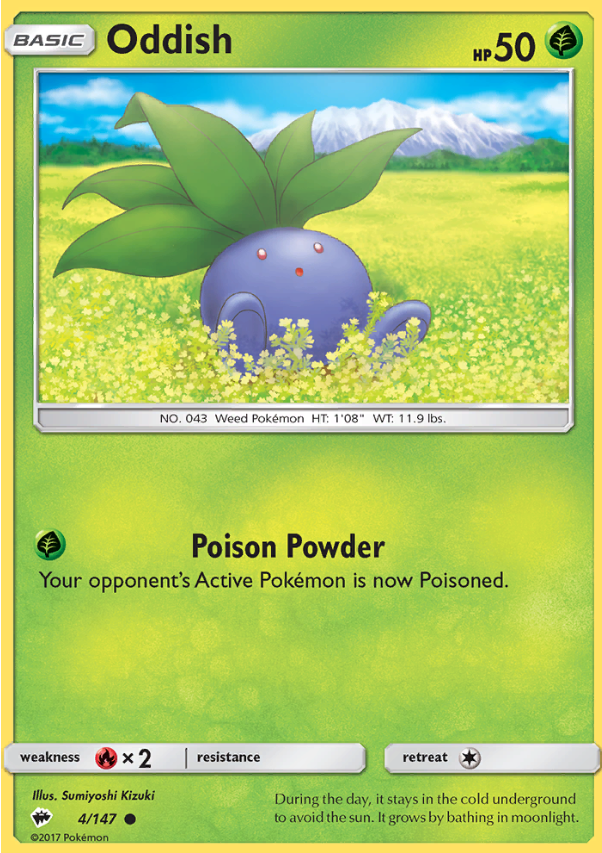 BASIC Oddish HP 50
NO. 043 Weed Pokémon HT: 1'08" WT: 11.9 lbs.
Poison Powder
Your opponent's Active Pokémon is now Poisoned.
weakness × 2 resistance retreat
Illus. Sumiyoshi Kizuki
4/147
©2017 Pokémon
During the day, it stays in the cold underground
to avoid the sun. It grows by bathing in moonlight.